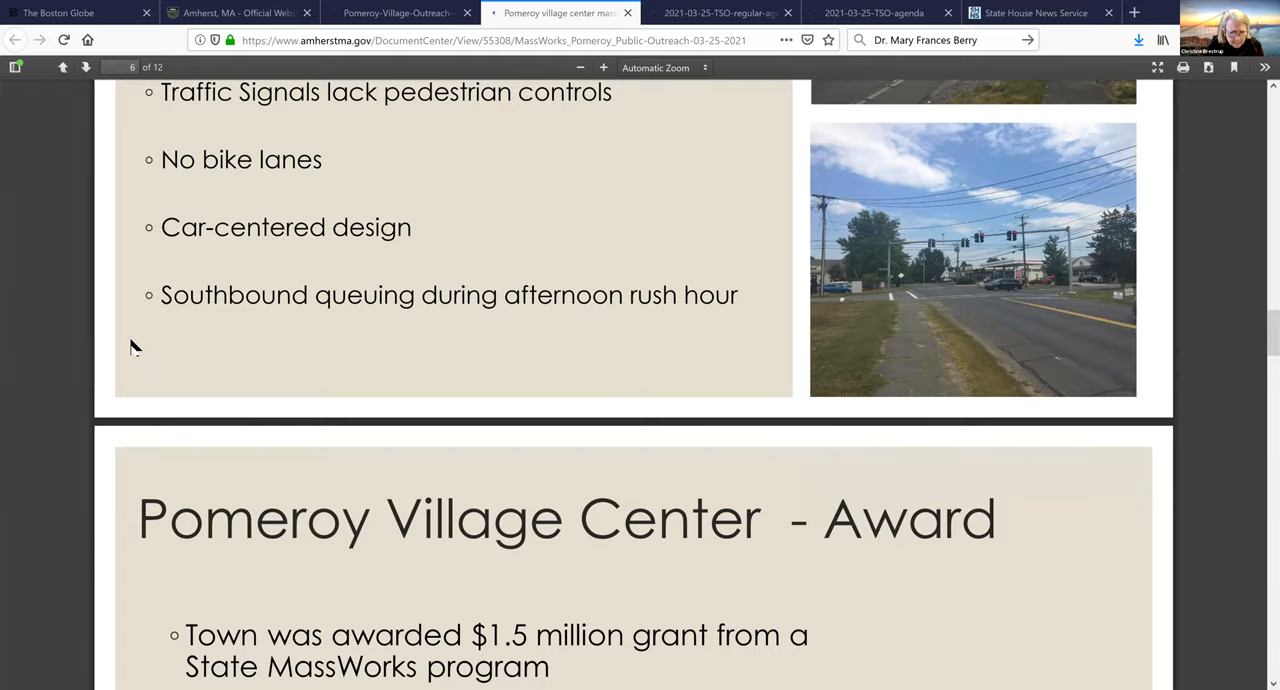 The Boston Globe
Amherst, MA - Official Web
Pomeroy-Village-Outreach-
Pomeroy village center mas
2021-03-25-TSO-regular-ag
2021-03-25-TSO-agenda
State House News Service
https://www.amherstma.gov/DocumentCenter/View/55308/MassWorks_Pomeroy_Public-Outreach-03-25-2021
Dr. Mary Frances Berry
Christine Brestrup
6 of 12
Automatic Zoom
◦ Traffic Signals lack pedestrian controls
◦ No bike lanes
◦ Car-centered design
◦ Southbound queuing during afternoon rush hour
Pomeroy Village Center - Award
◦ Town was awarded $1.5 million grant from a
State MassWorks program